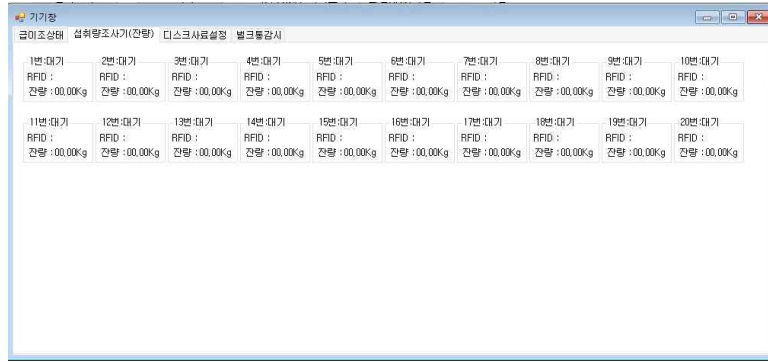 기기창
급미조상태 섭취량조사기(잔량) 디스크사료설정 벌크통감시
1번:대기 2번:대기 3번:대기 4번:대기 5번:대기 6번:대기 7번:대기 8번:대기 9번:대기 10번:대기
RFID : RFID : RFID : RFID : RFID : RFID : RFID : RFID : RFID : RFID :
잔량 :00,00Kg 잔량 :00,00Kg 잔량 :00,00Kg 잔량 :00,00Kg 잔량 :00,00Kg 잔량 :00,00Kg 잔량 :00,00Kg 잔량 :00,00Kg 잔량 :00,00Kg 잔량 :00,00Kg
11번:대기 12번:대기 13번:대기 14번:대기 15번:대기 16번:대기 17번:대기 18번:대기 19번:대기 20번:대기
RFID : RFID : RFID : RFID : RFID : RFID : RFID : RFID : RFID : RFID :
잔량 :00,00Kg 잔량 :00,00Kg 잔량 :00,00Kg 잔량 :00,00Kg 잔량 :00,00Kg 잔량 :00,00Kg 잔량 :00,00Kg 잔량 :00,00Kg 잔량 :00,00Kg 잔량 :00,00Kg